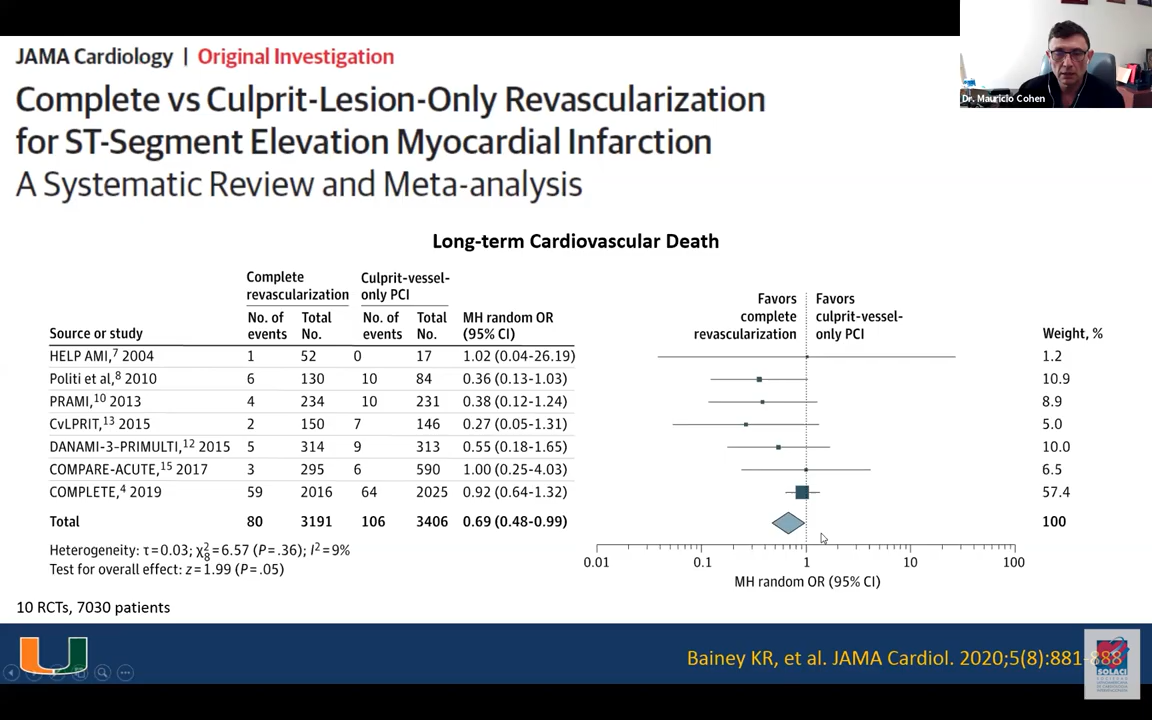 Dr. Mauricio Cohen
JAMA Cardiology | Original Investigation
Complete vs Culprit-Lesion-Only Revascularization
for ST-Segment Elevation Myocardial Infarction
A Systematic Review and Meta-analysis
Long-term Cardiovascular Death
Complete revascularization Culprit-vessel-only PCI
Source or study No. of events Total No. No. of events Total No. MH random OR (95% CI) Favors complete revascularization Favors culprit-vessel-only PCI Weight, %
HELP AMI,7 2004 1 52 0 17 1.02 (0.04-26.19) 1.2
Politi et al,8 2010 6 130 10 84 0.36 (0.13-1.03) 10.9
PRAMI,10 2013 4 234 10 231 0.38 (0.12-1.24) 8.9
CvLPRIT,13 2015 2 150 7 146 0.27 (0.05-1.31) 5.0
DANAMI-3-PRIMULTI,12 2015 5 314 9 313 0.55 (0.18-1.65) 10.0
COMPARE-ACUTE,15 2017 3 295 6 590 1.00 (0.25-4.03) 6.5
COMPLETE,4 2019 59 2016 64 2025 0.92 (0.64-1.32) 57.4
Total 80 3191 106 3406 0.69 (0.48-0.99) 100
Heterogeneity: τ=0.03; χ28=6.57 (P=.36); I2=9%
Test for overall effect: z=1.99 (P=.05)
0.01 0.1 1 10 100
MH random OR (95% CI)
10 RCTs, 7030 patients
Bainey KR, et al. JAMA Cardiol. 2020;5(8):881-888
SOLACI